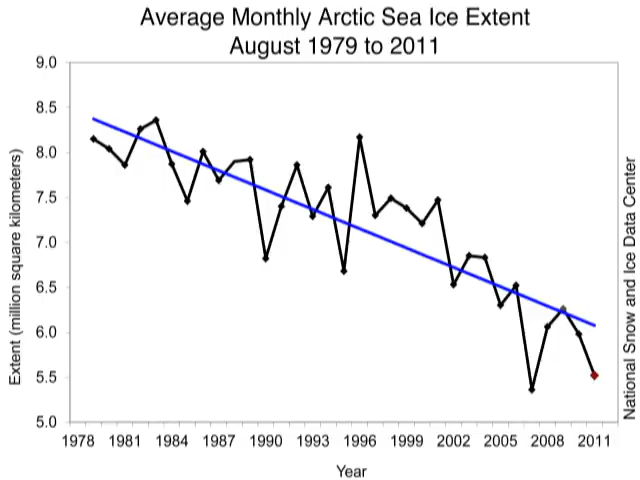 Average Monthly Arctic Sea Ice Extent
August 1979 to 2011
9.0
8.5
8.0
7.5
7.0
6.5
6.0
5.5
5.0
Extent (million square kilometers)
1978 1981 1984 1987 1990 1993 1996 1999 2002 2005 2008 2011
Year
National Snow and Ice Data Center